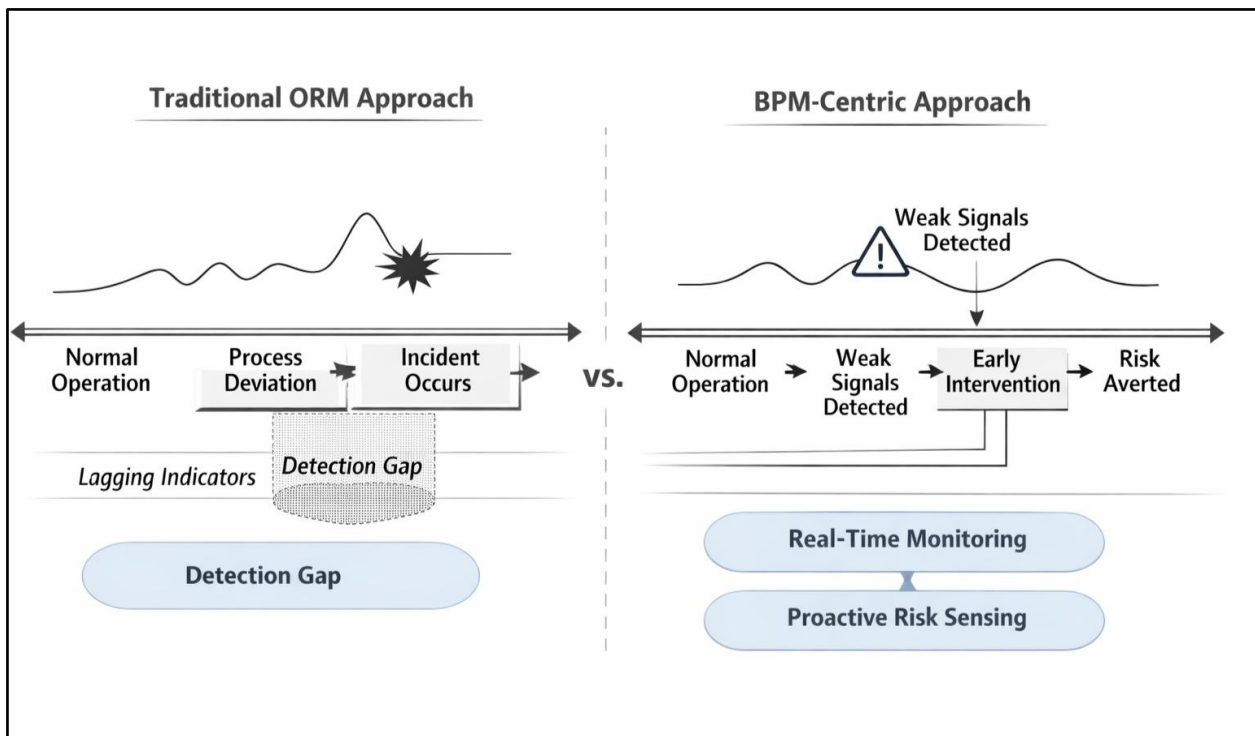 Traditional ORM Approach
Normal
Operation
Process
Deviation
Incident
Occurs
Lagging Indicators
Detection Gap
Detection Gap
vs.
BPM-Centric Approach
Weak Signals
Detected
!
Normal
Operation
Weak
Signals
Detected
Early
Intervention
Risk
Averted
Real-Time Monitoring
Proactive Risk Sensing